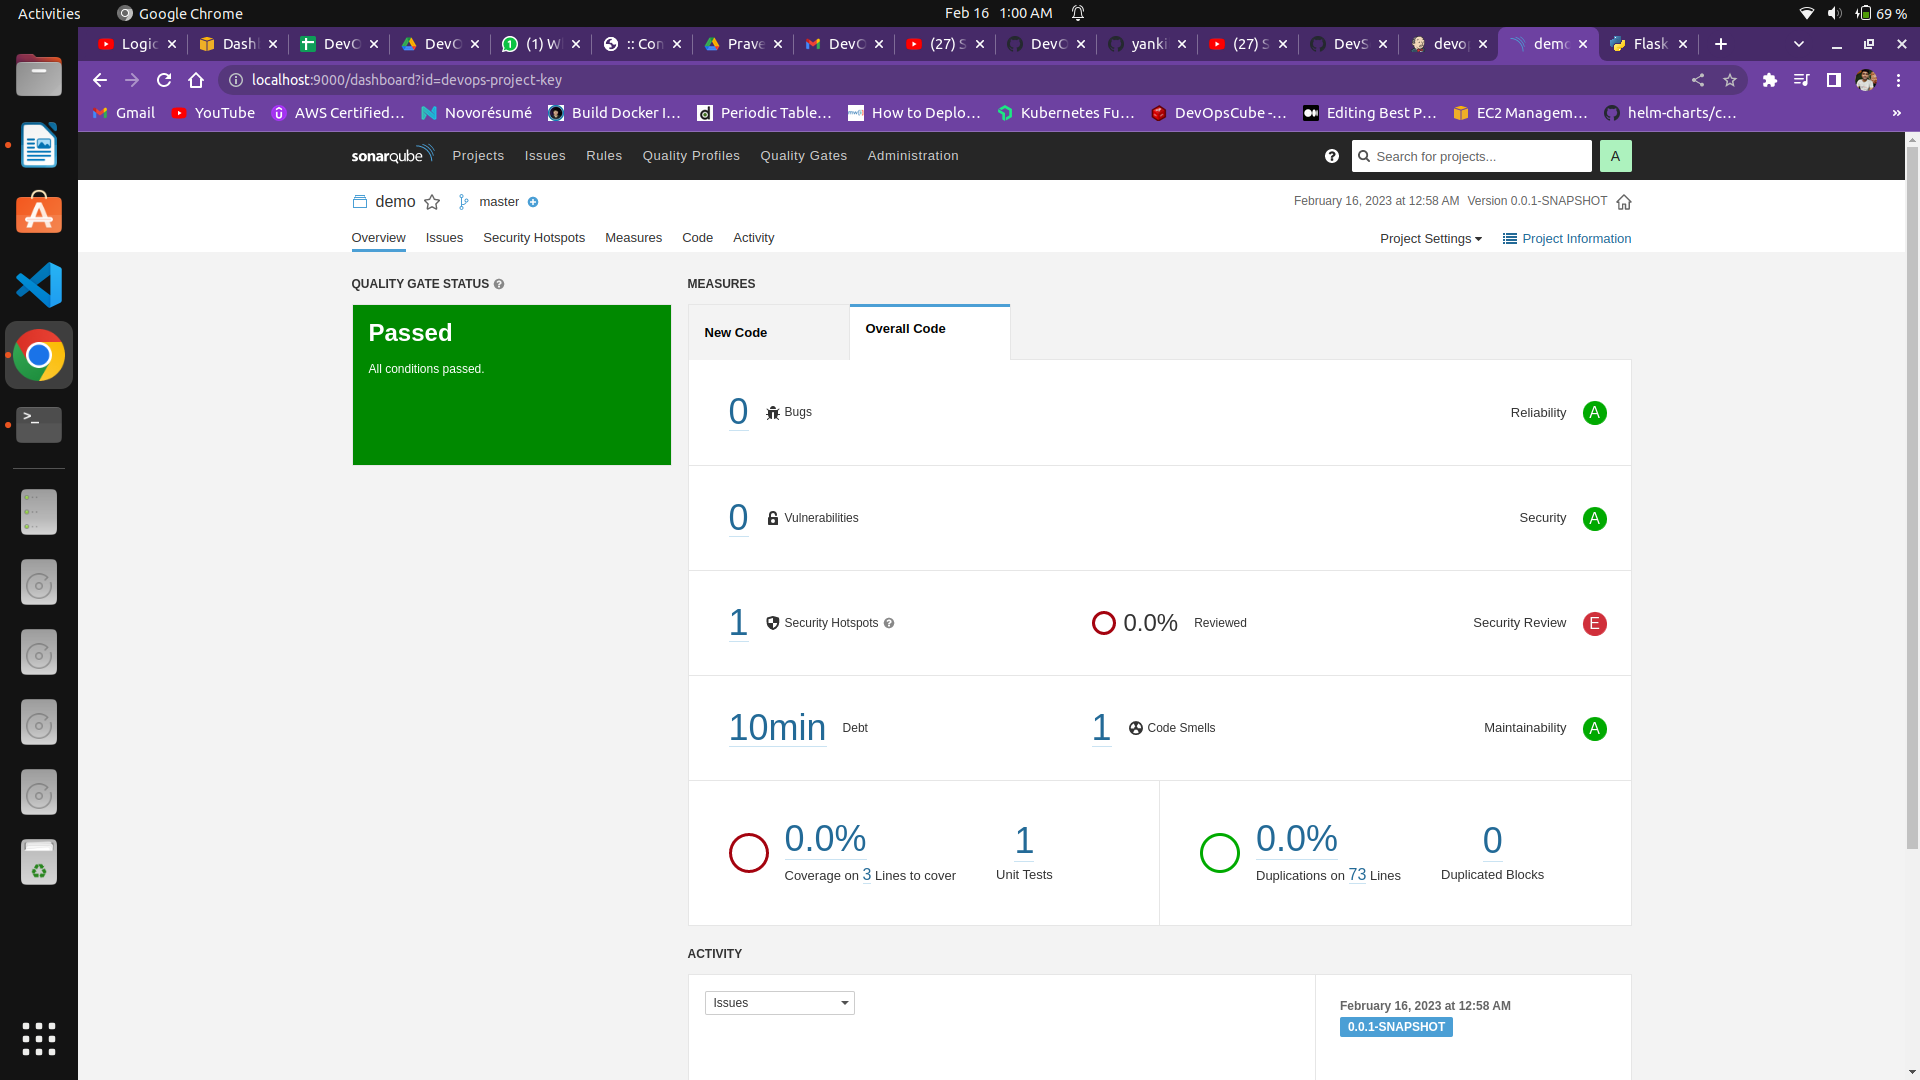 Activities Google Chrome Feb 16 1:00 AM 69 %
Logic Dashl DevO DevO (1) W :: Con Prave DevO (27) S DevO yanki (27) S DevS devop demo Flask
localhost:9000/dashboard?id=devops-project-key
Gmail YouTube AWS Certified… Novorésumé Build Docker I… Periodic Table… How to Deplo… Kubernetes Fu… DevOpsCube -… Editing Best P… EC2 Managem… helm-charts/c… »
sonarqube Projects Issues Rules Quality Profiles Quality Gates Administration Search for projects... A
demo master February 16, 2023 at 12:58 AM Version 0.0.1-SNAPSHOT
Overview Issues Security Hotspots Measures Code Activity Project Settings Project Information
QUALITY GATE STATUS
Passed
All conditions passed.
MEASURES
New Code Overall Code
0 Bugs Reliability A
0 Vulnerabilities Security A
1 Security Hotspots 0.0% Reviewed Security Review E
10min Debt 1 Code Smells Maintainability A
0.0% 1 0.0% 0
Coverage on 3 Lines to cover Unit Tests Duplications on 73 Lines Duplicated Blocks
ACTIVITY
Issues
February 16, 2023 at 12:58 AM
0.0.1-SNAPSHOT